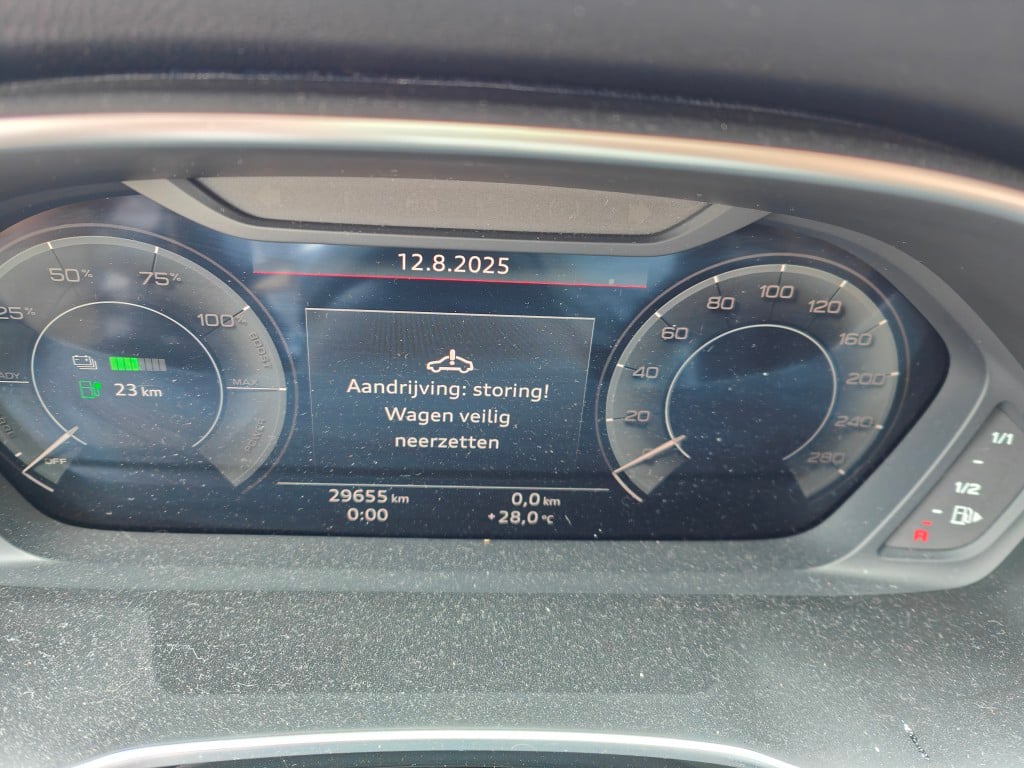 12.8.2025
50%
75%
25%
100%
BOOST
MAX
POWER
OFF
23 km
Aandrijving: storing!
Wagen veilig
neerzetten
29655 km
0,0 km
0:00
+28,0 °C
20
40
60
80
100
120
160
200
240
280
1/1
1/2
R